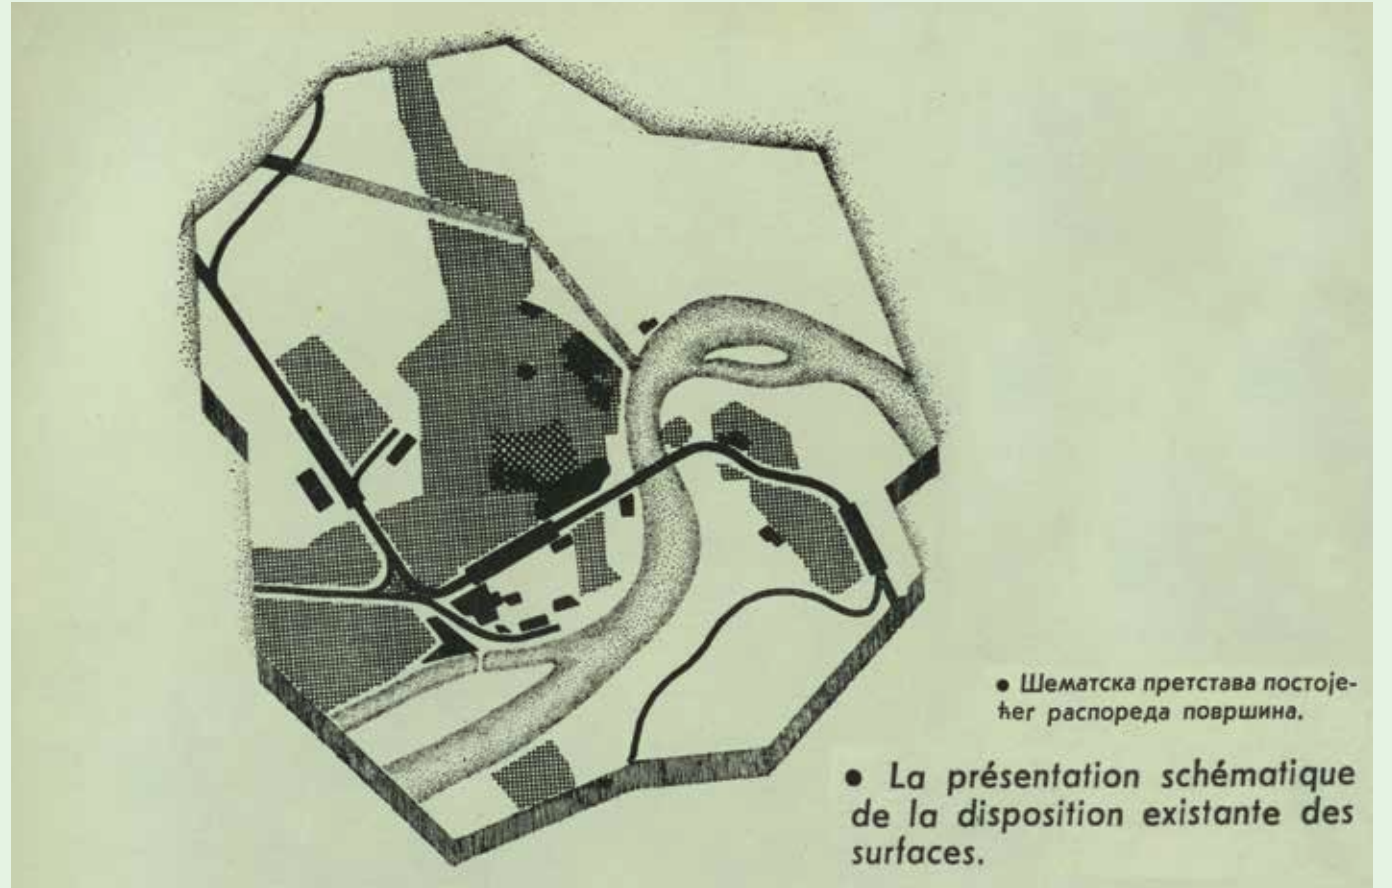 • Шематска претстава постоје-
ћег распореда површина.
• La présentation schématique
de la disposition existante des
surfaces.